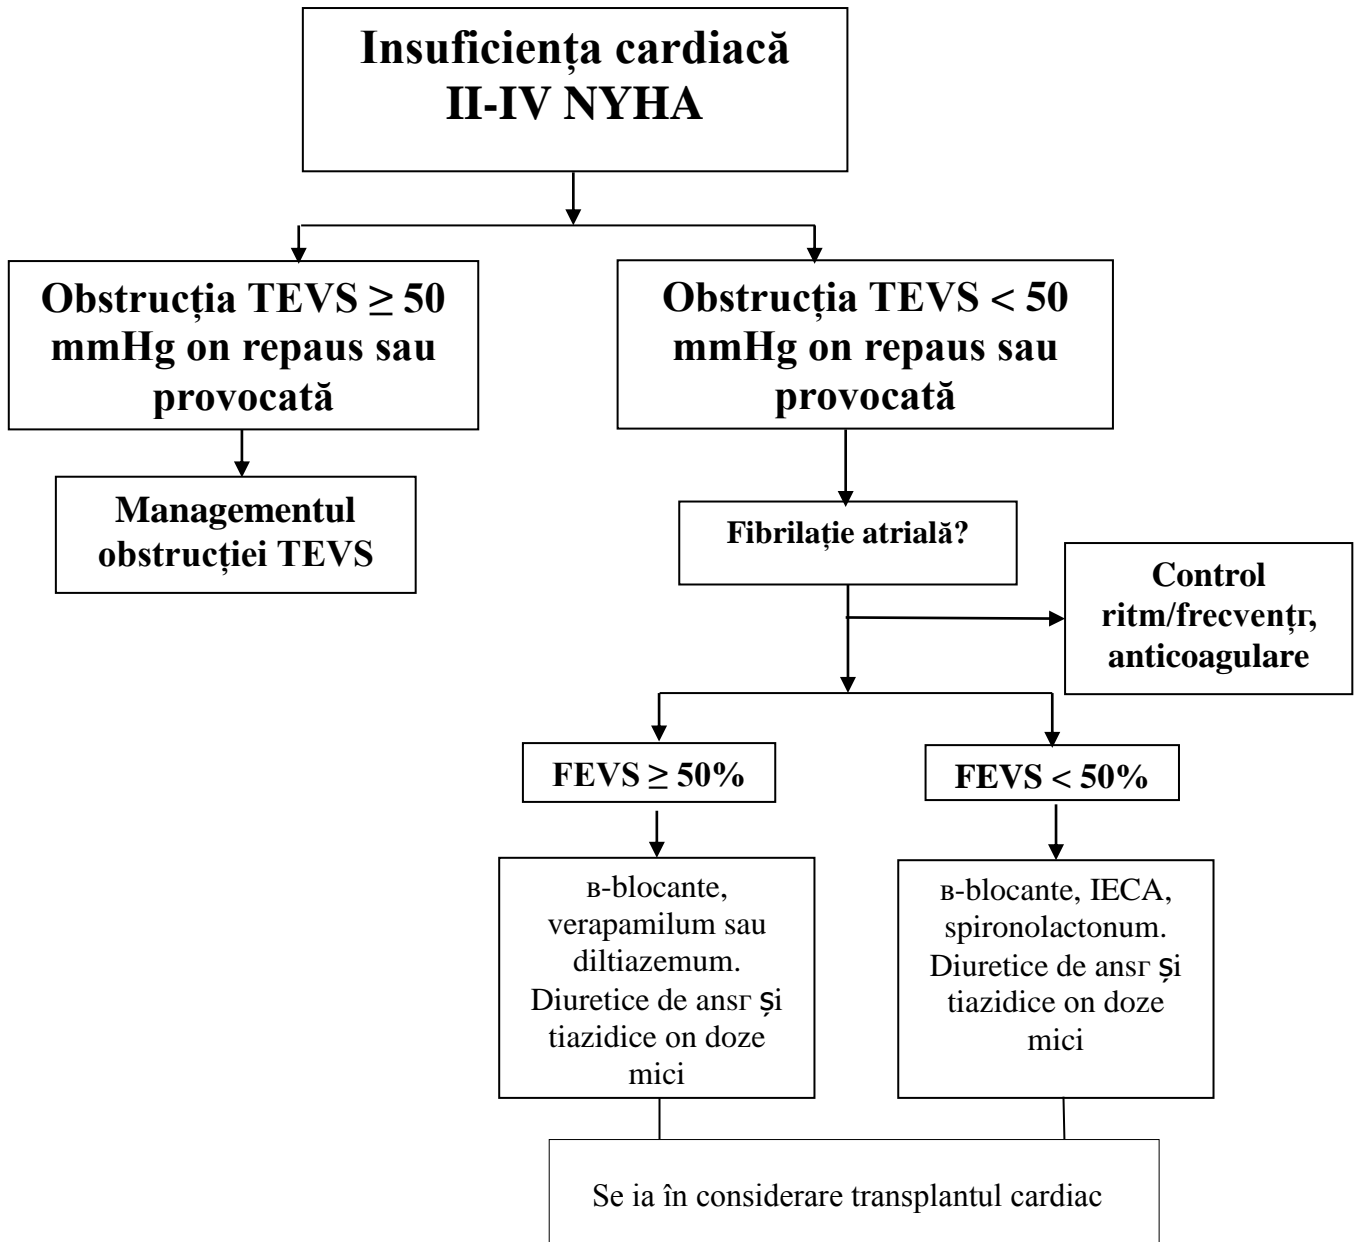 Insuficiența cardiacă
II-IV NYHA
Obstrucția TEVS ≥ 50
mmHg on repaus sau
provocată
Obstrucția TEVS < 50
mmHg on repaus sau
provocată
Managementul
obstrucției TEVS
Fibrilație atrială?
Control
ritm/frecvențг,
anticoagulare
FEVS ≥ 50%
FEVS < 50%
в-blocante,
verapamilum sau
diltiazemum.
Diuretice de ansг și
tiazidice on doze
mici
в-blocante, IECA,
spironolactonum.
Diuretice de ansг și
tiazidice on doze
mici
Se ia în considerare transplantul cardiac